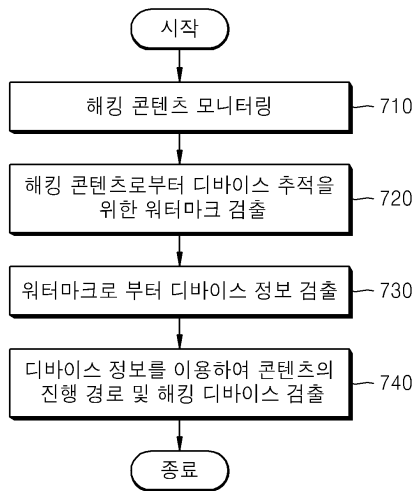 시작
해킹 콘텐츠 모니터링
710
해킹 콘텐츠로부터 디바이스 추적을
위한 워터마크 검출
720
워터마크로 부터 디바이스 정보 검출
730
디바이스 정보를 이용하여 콘텐츠의
진행 경로 및 해킹 디바이스 검출
740
종료